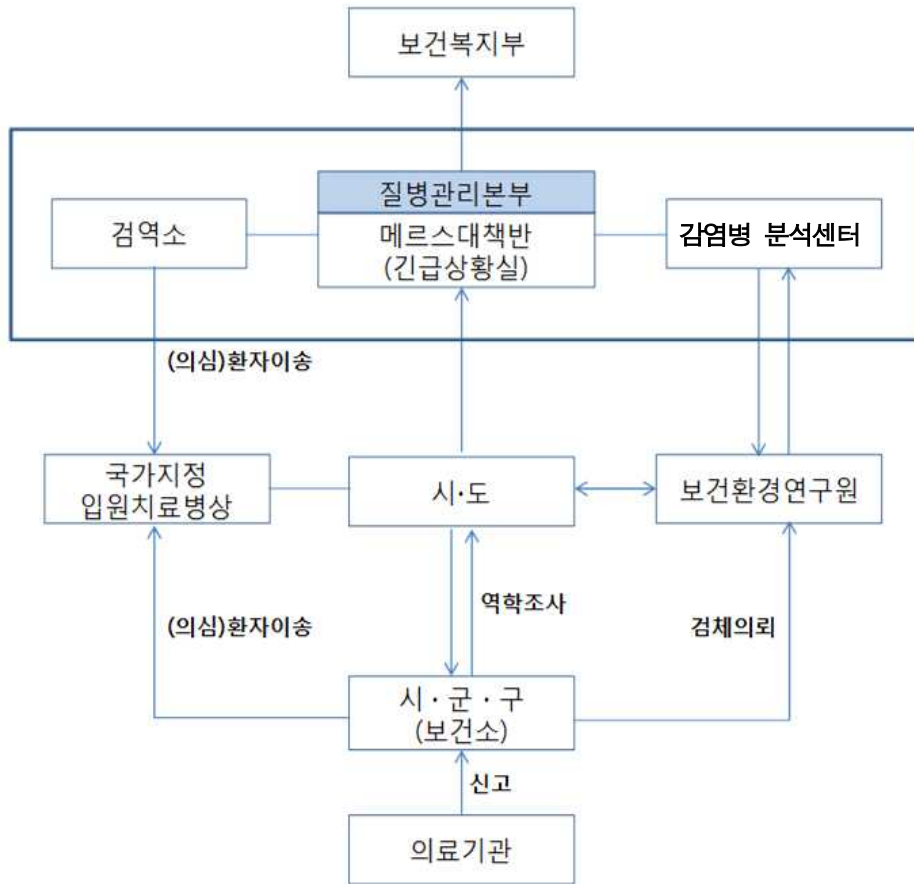 보건복지부
질병관리본부
검역소
메르스대책반
(긴급상황실)
감염병 분석센터
(의심)환자이송
국가지정
입원치료병상
시·도
보건환경연구원
(의심)환자이송
역학조사
검체의뢰
시·군·구
(보건소)
신고
의료기관